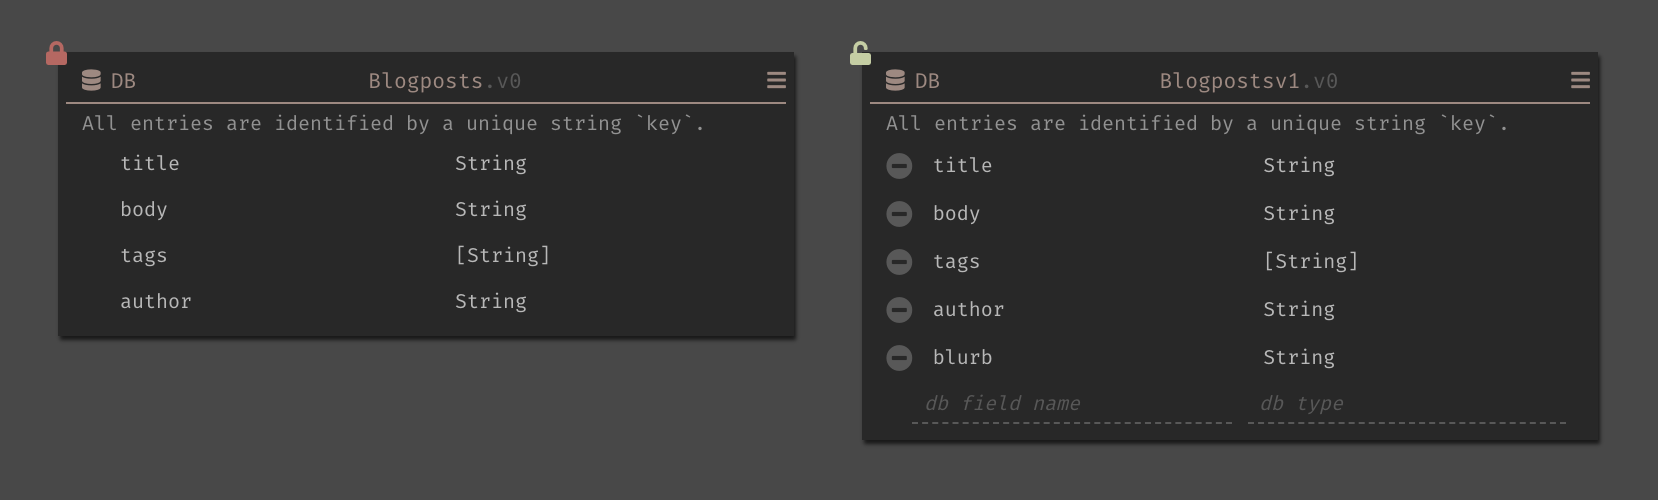 DB Blogposts.v0
All entries are identified by a unique string `key`.
title String
body String
tags [String]
author String
DB Blogpostsv1.v0
All entries are identified by a unique string `key`.
title String
body String
tags [String]
author String
blurb String
db field name db type